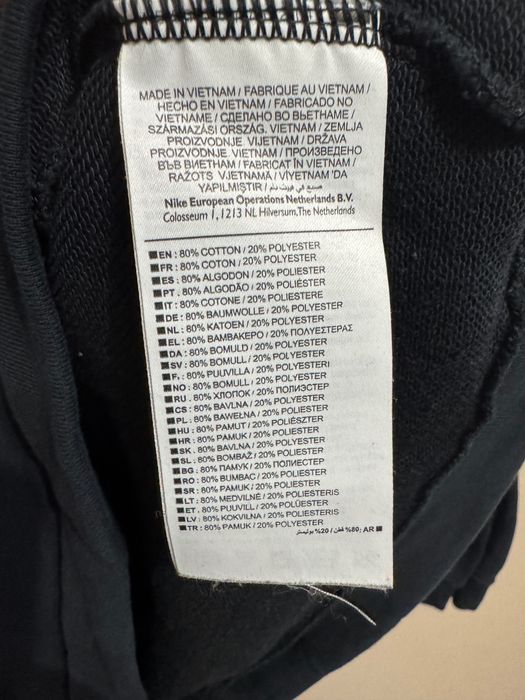 MADE IN VIETNAM / FABRIQUE AU VIETNAM /
HECHO EN VIETNAM / FABRICADO NO
VIETNAME / СДЕЛАНО ВО ВЬЕТНАМЕ /
SZÁRMAZÁSI ORSZÁG. VIETNAM / ZEMLJA
PROIZVODNJE. VIJETNAM / DRŽAVA
PROIZVODNJE. VIETNAM / ПРОИЗВЕДЕНО
ВЪВ ВИЕТНАМ / FABRICAT ÎN VIETNAM /
RAŽOTS VJETNAMĀ / VİYETNAM 'DA
YAPILMIŞTIR / صنع في فيت نام
Nike European Operations Netherlands B.V.
Colosseum 1, 1213 NL Hilversum,The Netherlands
EN : 80% COTTON / 20% POLYESTER
FR : 80% COTON / 20% POLYESTER
ES : 80% ALGODON / 20% POLIESTER
PT : 80% ALGODÃO / 20% POLIÉSTER
IT : 80% COTONE / 20% POLIESTERE
DE : 80% BAUMWOLLE / 20% POLYESTER
NL : 80% KATOEN / 20% POLYESTER
EL : 80% ΒΑΜΒΑΚΕΡΟ / 20% ΠΟΛΥΕΣΤΕΡΑΣ
DA : 80% BOMULD / 20% POLYESTER
SV : 80% BOMULL / 20% POLYESTER
F. : 80% PUUVILLA / 20% POLYESTERI
NO : 80% BOMULL / 20% POLYESTER
RU : 80% ХЛОПОК / 20% ПОЛИЭСТЕР
CS : 80% BAVLNA / 20% POLYESTER
PL : 80% BAWEŁNA / 20% POLYESTER
HU : 80% PAMUT / 20% POLIÉSZTER
HR : 80% PAMUK / 20% POLIESTER
SK : 80% BAVLNA / 20% POLYESTER
SL : 80% BOMBAŽ / 20% POLIESTER
BG : 80% ПАМУК / 20% ПОЛИЕСТЕР
RO : 80% BUMBAC / 20% POLIESTER
SR : 80% PAMUK / 20% POLIESTER
LT : 80% MEDVILNĖ / 20% POLIESTERIS
ET : 80% PUUVILL / 20% POLÜESTER
LV : 80% KOKVILNA / 20% POLIESTERIS
TR : 80% PAMUK / 20% POLYESTER
AR : 80% قطن / 20% بوليستر